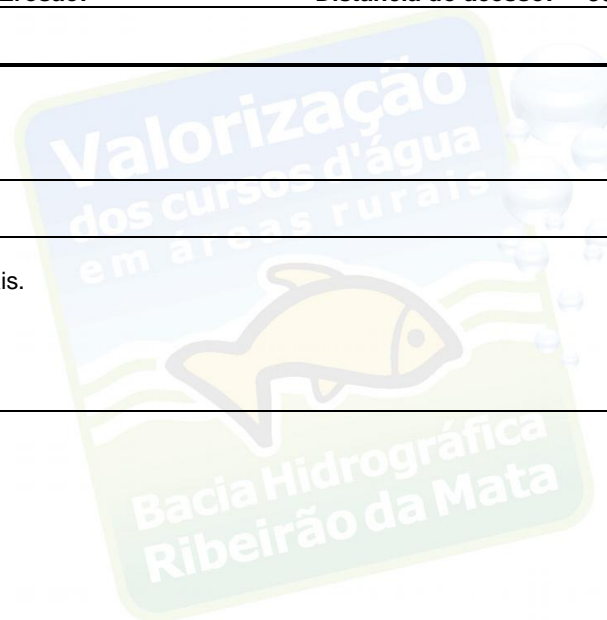 Distância do acesso:
Valorização
dos cursos d'água
em áreas rurais
is.
Bacia Hidrográfica
Ribeirão da Mata